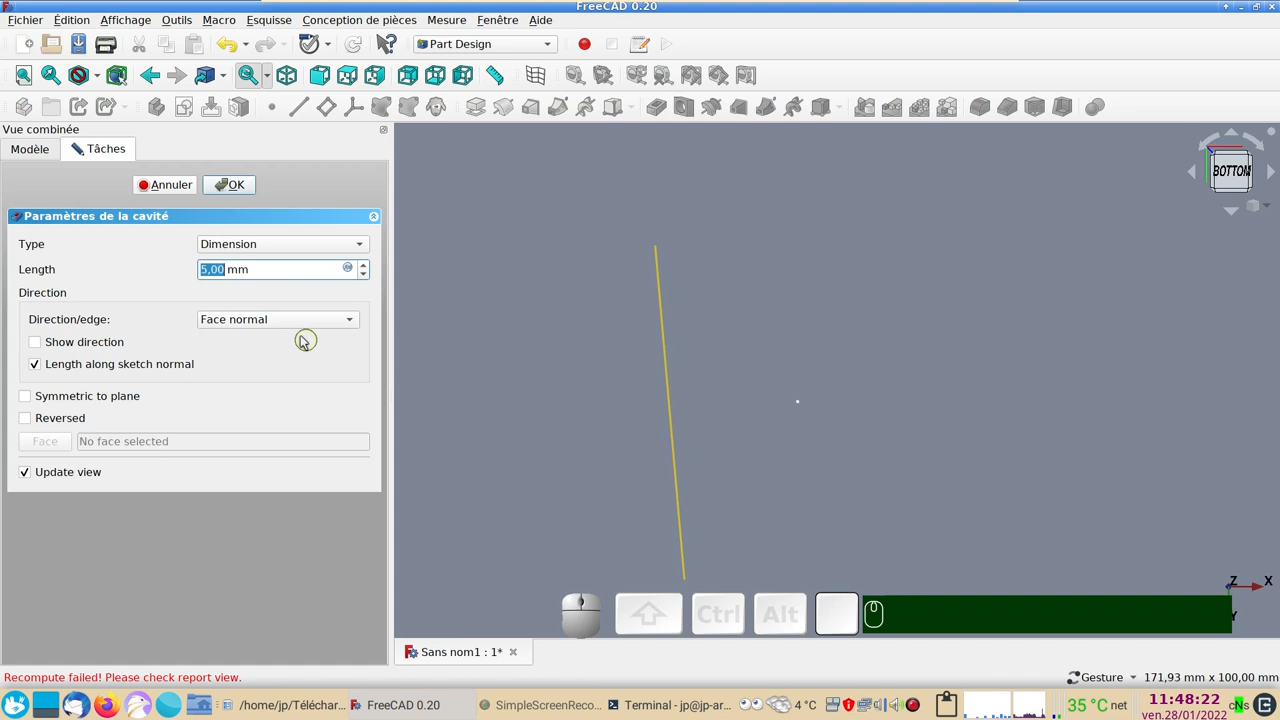 FreeCAD 0.20
Fichier Édition Affichage Outils Macro Esquisse Conception de pièces Mesure Fenêtre Aide
Part Design
Vue combinée
Modèle Tâches
Annuler OK
Paramètres de la cavité
Type Dimension
Length 5,00 mm
Direction
Direction/edge: Face normal
Show direction
Length along sketch normal
Symmetric to plane
Reversed
Face No face selected
Update view
BOTTOM
Z X
Y
Ctrl Alt
Sans nom1 : 1*
Recompute failed! Please check report view.
Gesture 171,93 mm x 100,00 mm
/home/jp/Téléchar... FreeCAD 0.20 SimpleScreenReco... Terminal - jp@jp-ar... 4 °C 35 °C net 11:48:22
ven.28/01/2022
cNs